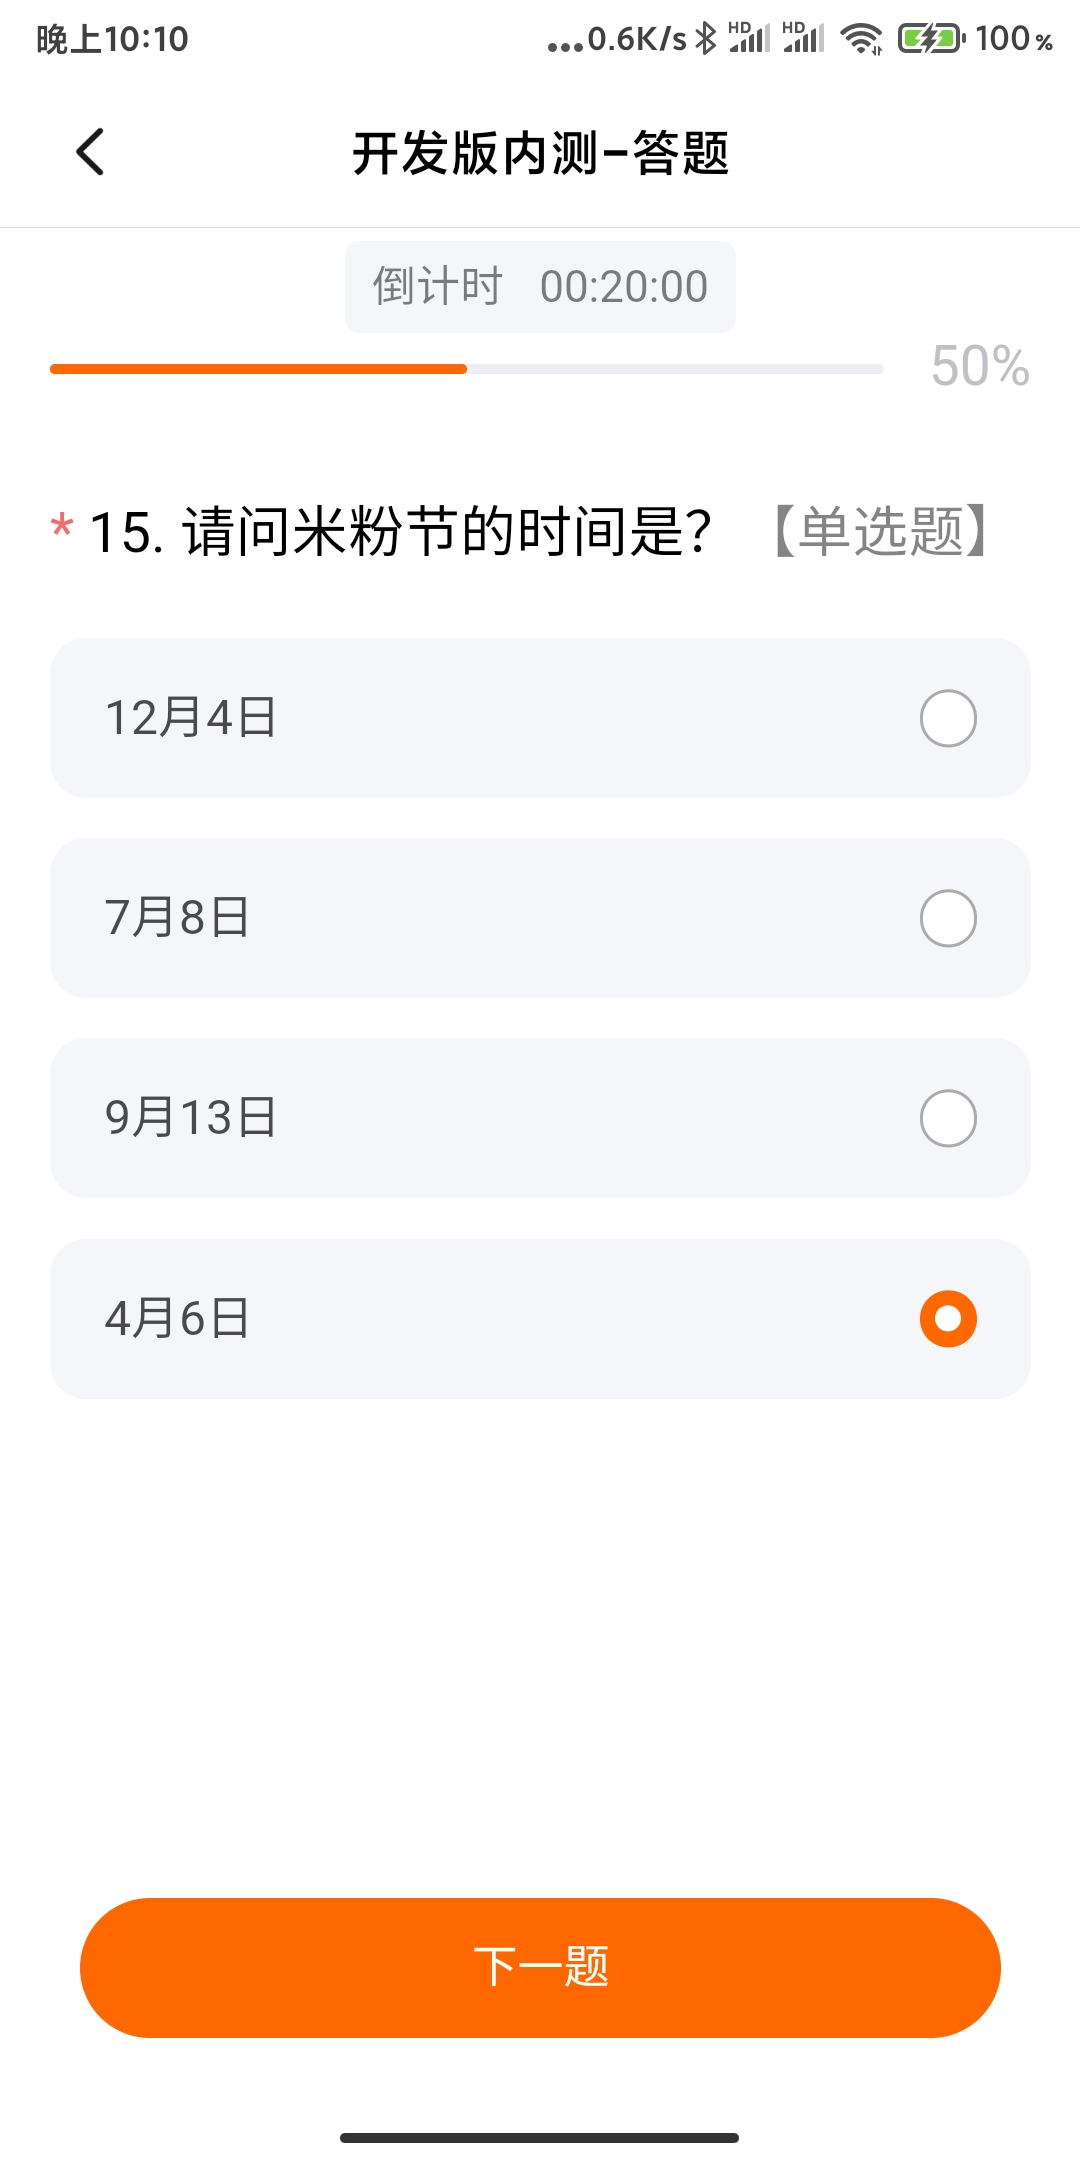 晚上10:10 ...0.6K/s HD HD 100%
开发版内测-答题
倒计时 00:20:00
50%
* 15. 请问米粉节的时间是？【单选题】
12月4日
7月8日
9月13日
4月6日
下一题